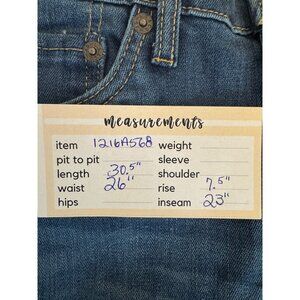 measurements
item 1216A568 weight
pit to pit sleeve
length 30.5" shoulder
waist 26" rise 7.5"
hips inseam 23"